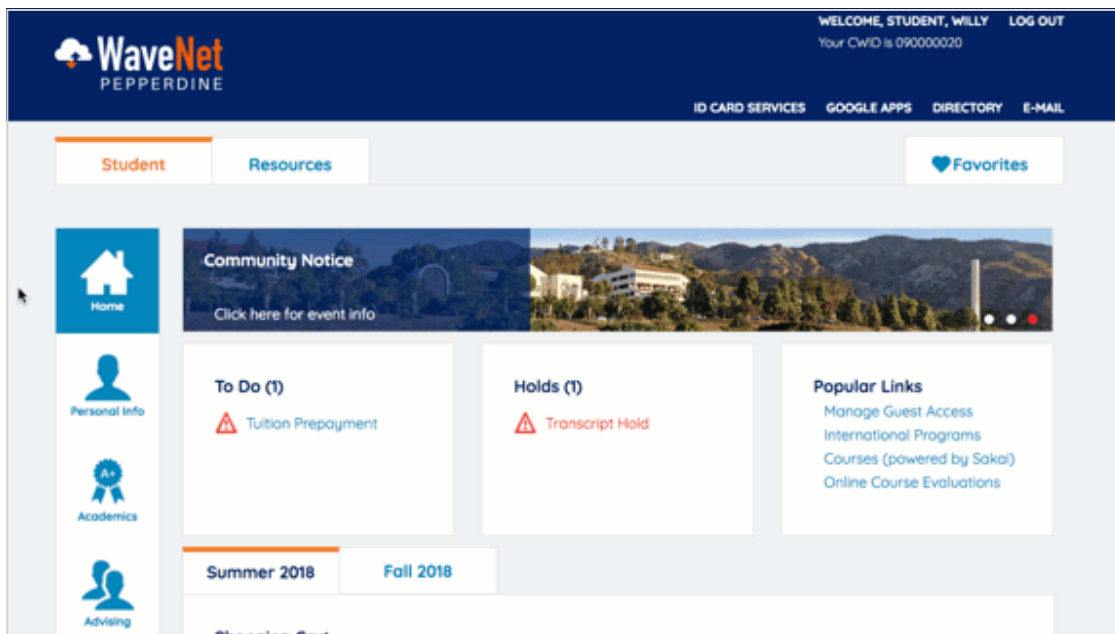 WELCOME, STUDENT, WILLY LOG OUT
Your CWID is 090000020
WaveNet
PEPPERDINE
ID CARD SERVICES GOOGLE APPS DIRECTORY E-MAIL
Student Resources Favorites
Home
Community Notice
Click here for event info
Personal Info
A+
Academics
Advising
To Do (1)
Tuition Prepayment
Holds (1)
Transcript Hold
Popular Links
Manage Guest Access
International Programs
Courses (powered by Sakai)
Online Course Evaluations
Summer 2018 Fall 2018
Shopping Cart